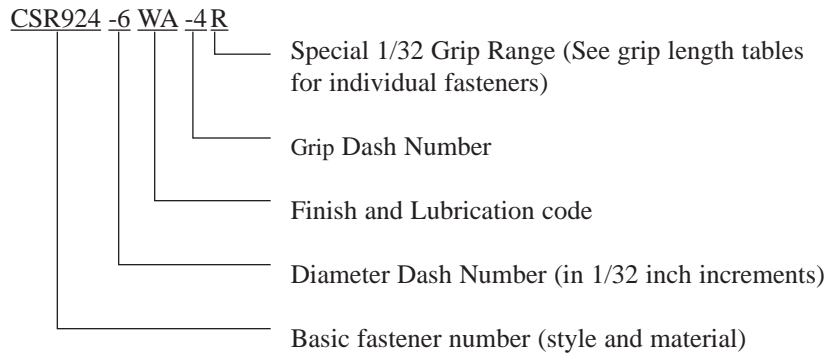 CSR924 -6 WA -4 R
Special 1/32 Grip Range (See grip length tables
for individual fasteners)
Grip Dash Number
Finish and Lubrication code
Diameter Dash Number (in 1/32 inch increments)
Basic fastener number (style and material)